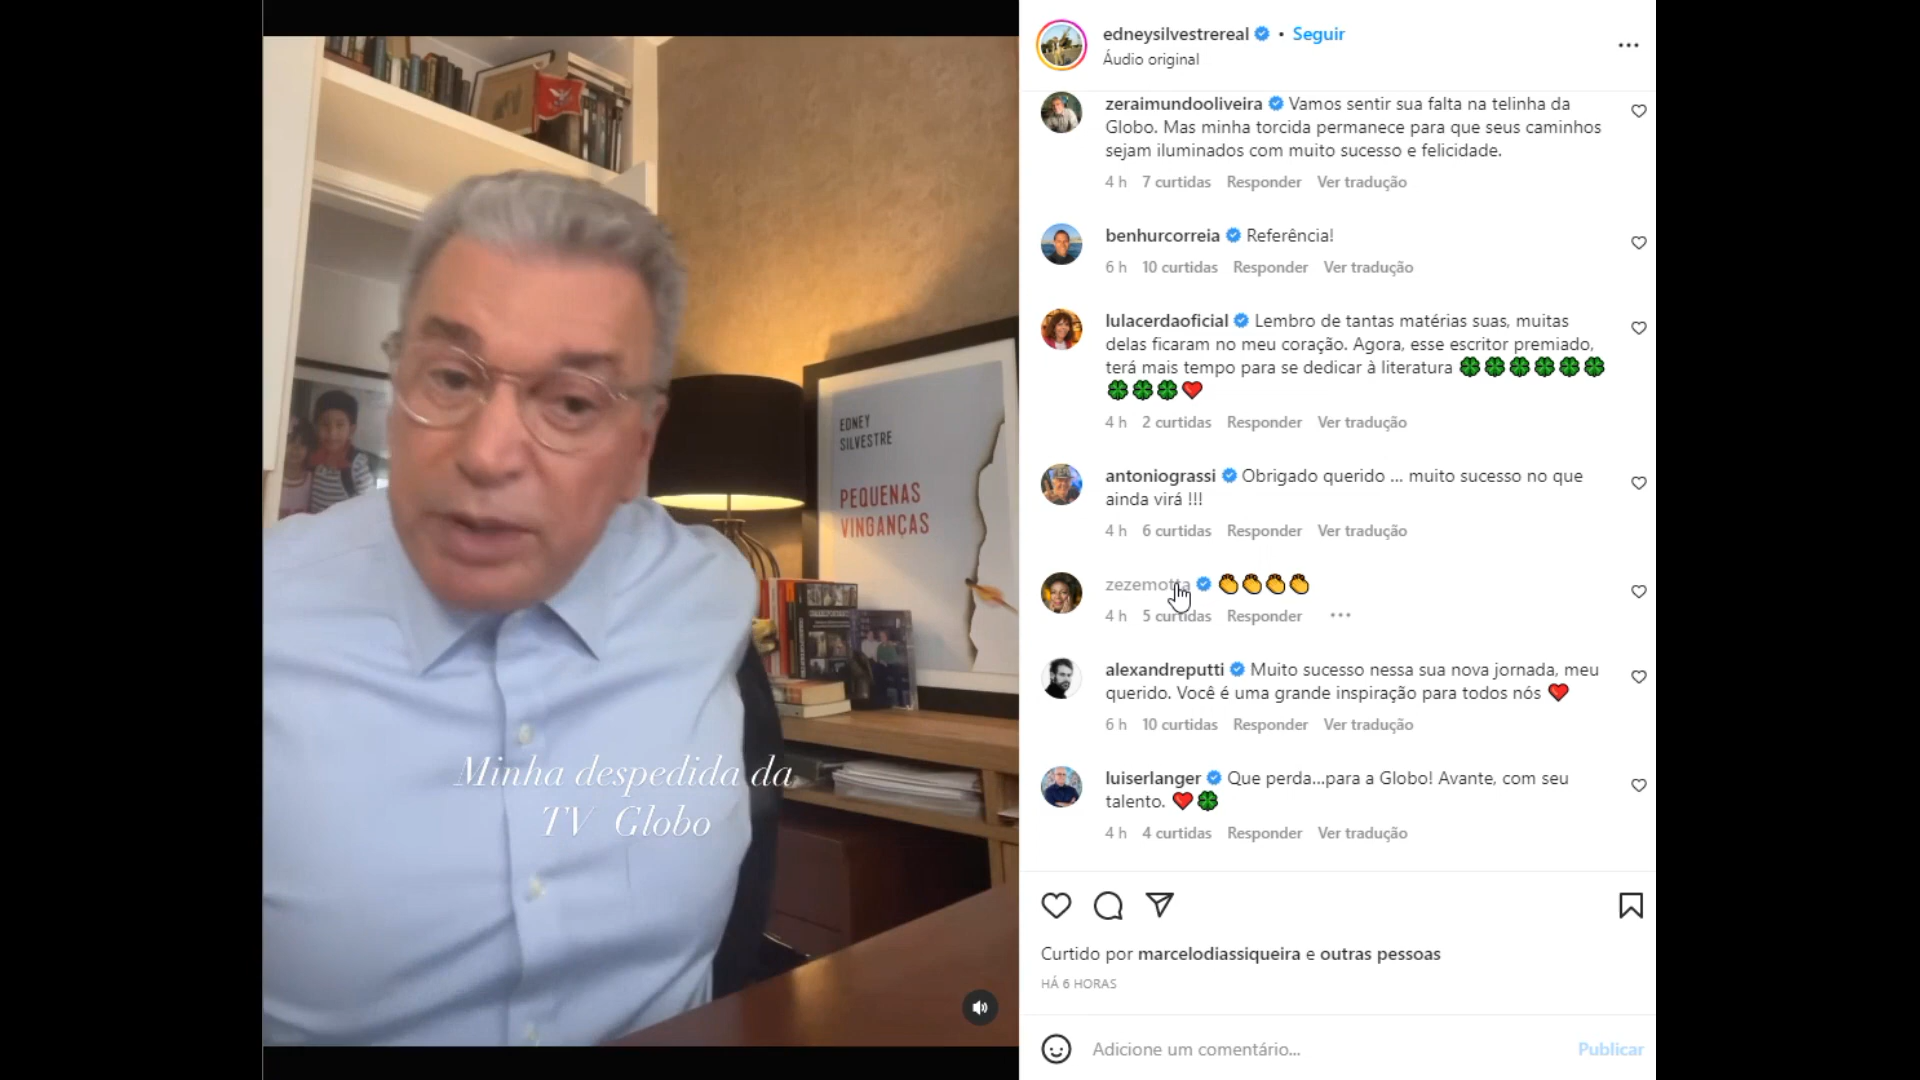 EDNEY
SILVESTRE
PEQUENAS
VINGANÇAS
Minha despedida da
TV Globo
edneysilvestrereal • Seguir
Áudio original
zeraimundooliveira Vamos sentir sua falta na telinha da
Globo. Mas minha torcida permanece para que seus caminhos
sejam iluminados com muito sucesso e felicidade.
4 h 7 curtidas Responder Ver tradução
benhurcorreia Referência!
6 h 10 curtidas Responder Ver tradução
lulacerdaoficial Lembro de tantas matérias suas, muitas
delas ficaram no meu coração. Agora, esse escritor premiado,
terá mais tempo para se dedicar à literatura 🍀🍀🍀🍀🍀🍀
🍀🍀🍀❤️
4 h 2 curtidas Responder Ver tradução
antoniograssi Obrigado querido ... muito sucesso no que
ainda virá !!!
4 h 6 curtidas Responder Ver tradução
zezemotta 👏👏👏👏
4 h 5 curtidas Responder ...
alexandreputti Muito sucesso nessa sua nova jornada, meu
querido. Você é uma grande inspiração para todos nós ❤️
6 h 10 curtidas Responder Ver tradução
luiserlanger Que perda...para a Globo! Avante, com seu
talento. ❤️🍀
4 h 4 curtidas Responder Ver tradução
Curtido por marcelodiassiqueira e outras pessoas
HÁ 6 HORAS
Adicione um comentário... Publicar